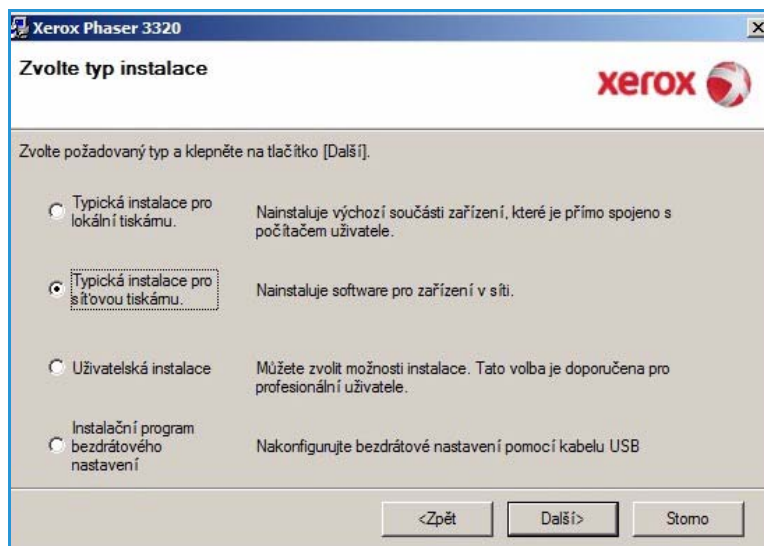 Xerox Phaser 3320
Zvolte typ instalace
xerox
Zvolte požadovaný typ a klepněte na tlačítko [Další].
Typická instalace pro
lokální tiskárnu.
Nainstaluje výchozí součásti zařízení, které je přímo spojeno s
počítačem uživatele.
Typická instalace pro
síťovou tiskárnu.
Nainstaluje software pro zařízení v síti.
Uživatelská instalace
Můžete zvolit možnosti instalace. Tato volba je doporučena pro
profesionální uživatele.
Instalační program
bezdrátového
nastavení
Nakonfigurujte bezdrátové nastavení pomocí kabelu USB
<Zpět
Další>
Storno